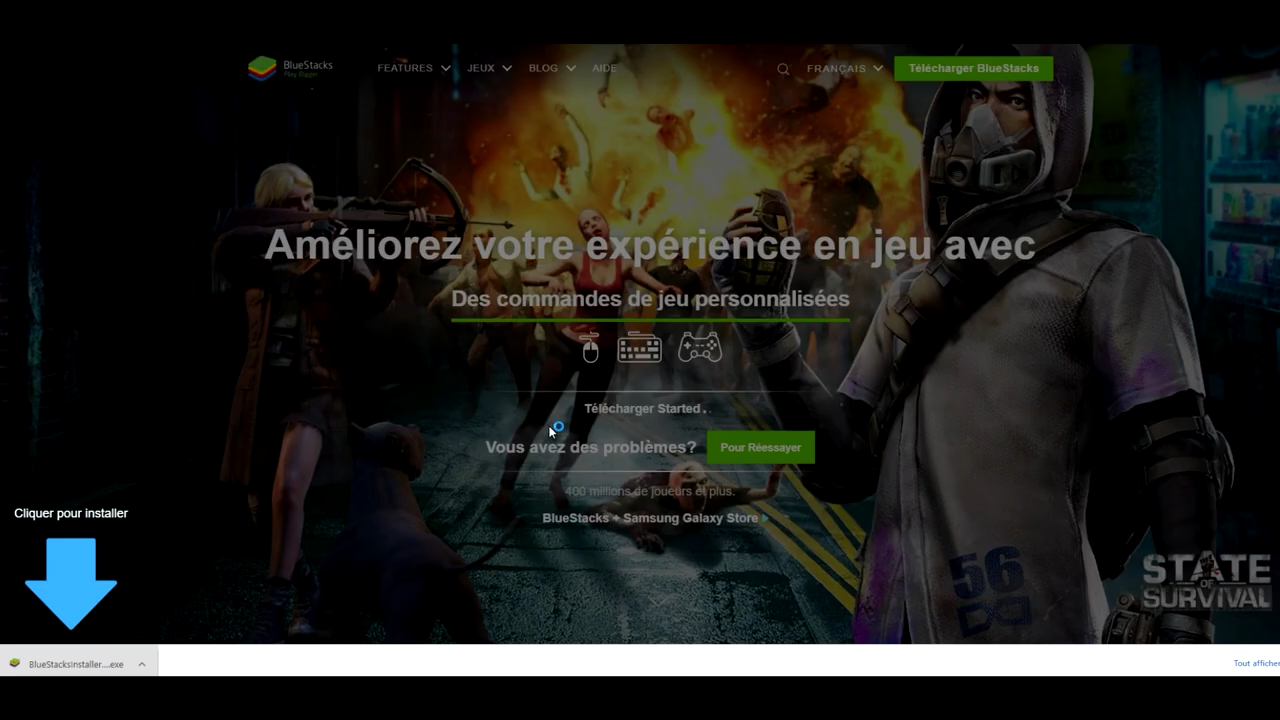 BlueStacks
Play Bigger
FEATURES
JEUX
BLOG
AIDE
FRANÇAIS
Télécharger BlueStacks
Améliorez votre expérience en jeu avec
Des commandes de jeu personnalisées
Télécharger Started..
Vous avez des problèmes?
Pour Réessayer
400 millions de joueurs et plus.
BlueStacks + Samsung Galaxy Store
Cliquer pour installer
56
STATE
OF
SURVIVAL
BlueStacksInstaller....exe
Tout afficher